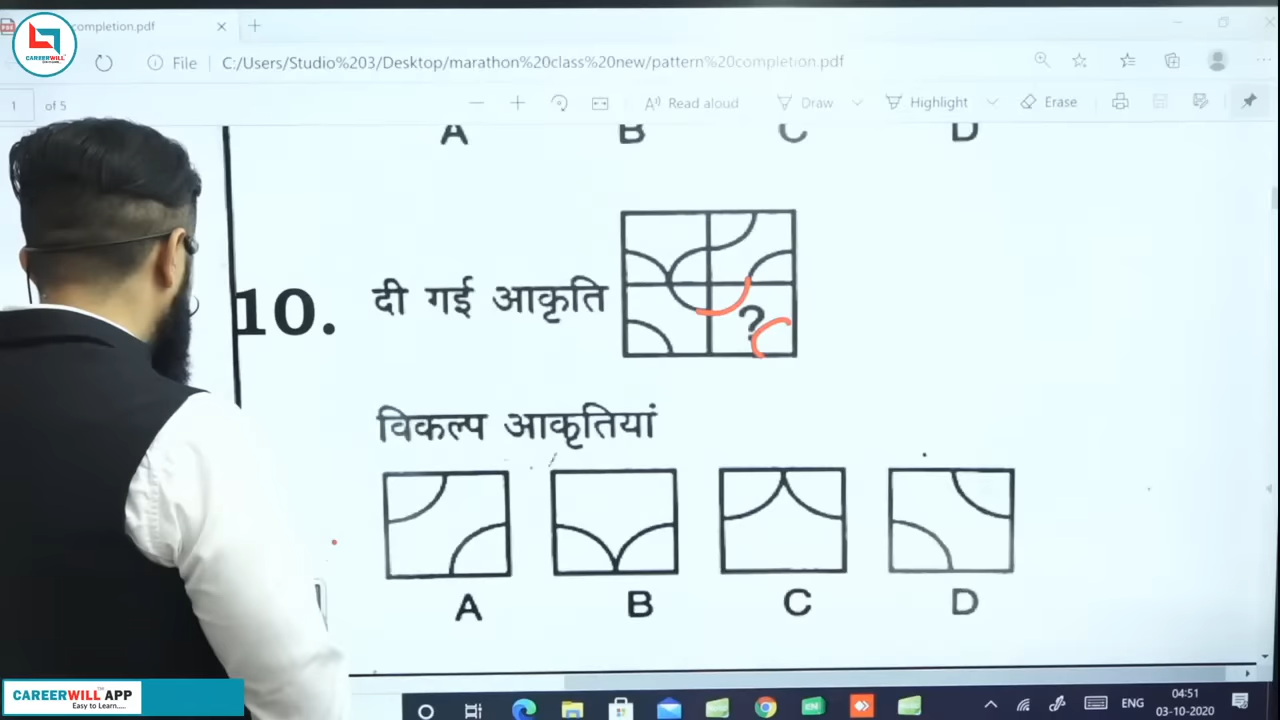 completion.pdf
CAREERWILL
File C:/Users/Studio%203/Desktop/marathon%20class%20new/pattern%20completion.pdf
1 of 5 Read aloud Draw Highlight Erase
A B C D
10. दी गई आकृति ?
विकल्प आकृतियां
A B C D
CAREERWILL APP
Easy to Learn.....
ENG 04:51
03-10-2020